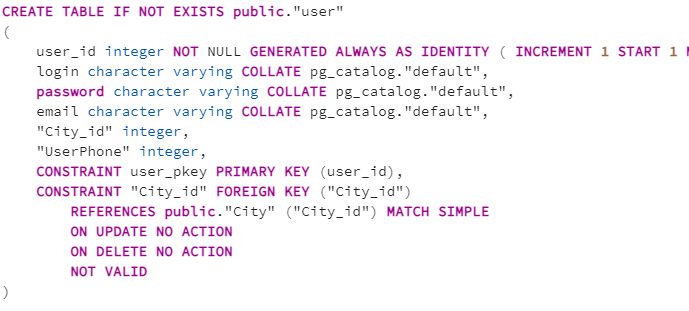 CREATE TABLE IF NOT EXISTS public."user"
(
    user_id integer NOT NULL GENERATED ALWAYS AS IDENTITY ( INCREMENT 1 START 1
    login character varying COLLATE pg_catalog."default",
    password character varying COLLATE pg_catalog."default",
    email character varying COLLATE pg_catalog."default",
    "City_id" integer,
    "UserPhone" integer,
    CONSTRAINT user_pkey PRIMARY KEY (user_id),
    CONSTRAINT "City_id" FOREIGN KEY ("City_id")
        REFERENCES public."City" ("City_id") MATCH SIMPLE
        ON UPDATE NO ACTION
        ON DELETE NO ACTION
        NOT VALID
)